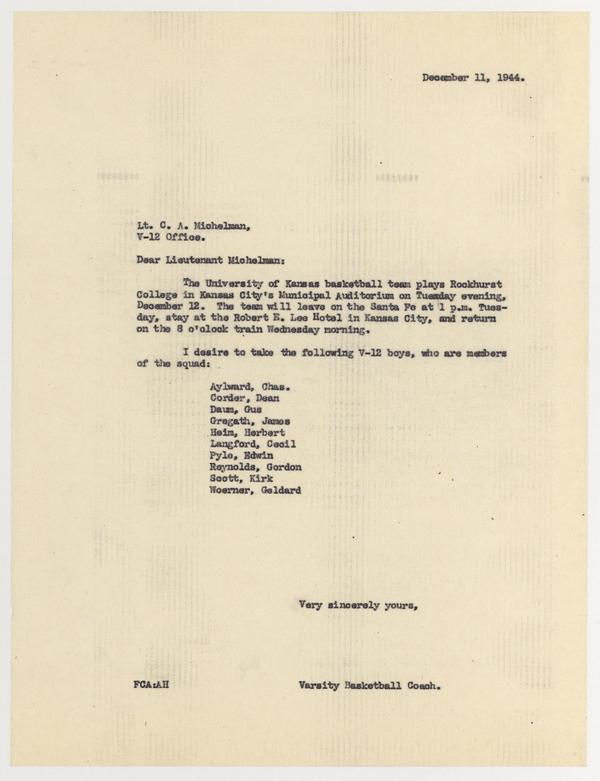 December 11, 1944.
Lt. C. A. Michelman,
V-12 Office.
Dear Lieutenant Michelman:
The University of Kansas basketball team plays Rockhurst
College in Kansas City's Municipal Auditorium on Tuesday evening,
December 12. The team will leave on the Santa Fe at 1 p.m. Tues-
day, stay at the Robert E. Lee Hotel in Kansas City, and return
on the 8 o'clock train Wednesday morning.
I desire to take the following V-12 boys, who are members
of the squad:
Aylward, Chas.
Corder, Dean
Daum, Gus
Gregath, James
Heim, Herbert
Langford, Cecil
Pyle, Edwin
Reynolds, Gordon
Scott, Kirk
Woerner, Geldard
Very sincerely yours,
FCA:AH Varsity Basketball Coach.